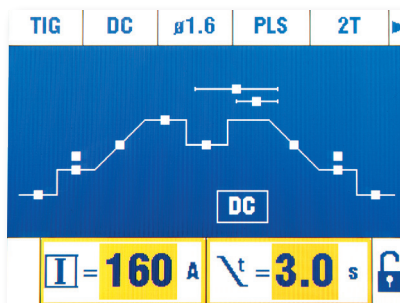 TIG DC ø1.6 PLS 2T
DC
I = 160 A t = 3.0 s